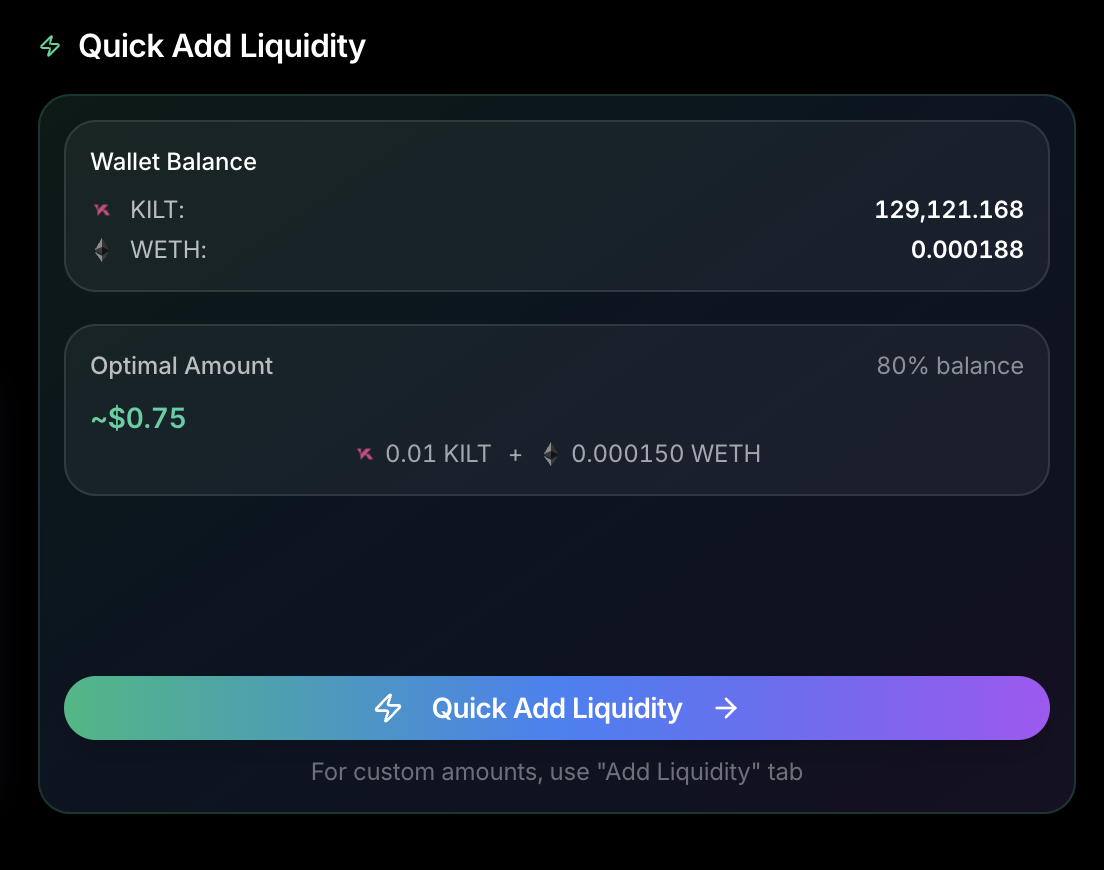 Quick Add Liquidity
Wallet Balance
KILT: 129,121.168
WETH: 0.000188
Optimal Amount 80% balance
~$0.75
0.01 KILT + 0.000150 WETH
Quick Add Liquidity →
For custom amounts, use "Add Liquidity" tab